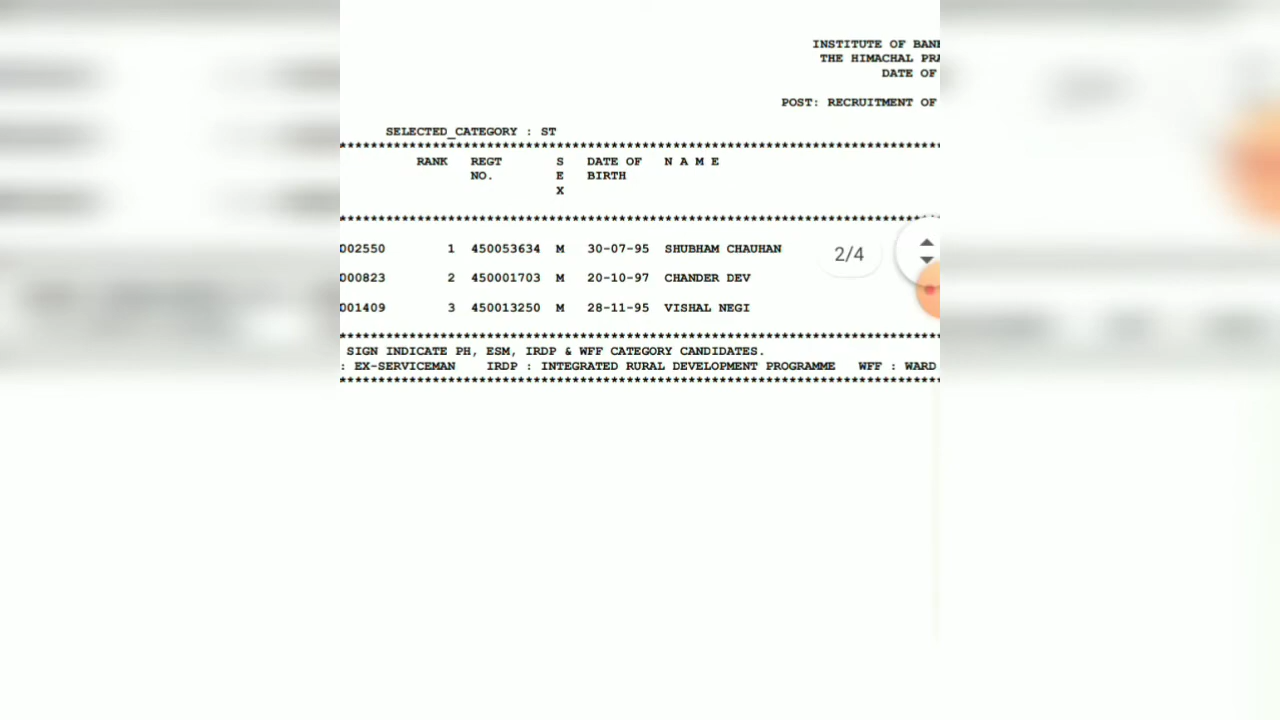 INSTITUTE OF BAN
THE HIMACHAL PR
DATE OF
POST: RECRUITMENT OF
SELECTED_CATEGORY : ST
************************************************************
RANK REGT S DATE OF N A M E
NO. E BIRTH
X
************************************************************
002550 1 450053634 M 30-07-95 SHUBHAM CHAUHAN
2/4
000823 2 450001703 M 20-10-97 CHANDER DEV
001409 3 450013250 M 28-11-95 VISHAL NEGI
************************************************************
SIGN INDICATE PH, ESM, IRDP & WFF CATEGORY CANDIDATES.
: EX-SERVICEMAN IRDP : INTEGRATED RURAL DEVELOPMENT PROGRAMME WFF : WARD
************************************************************